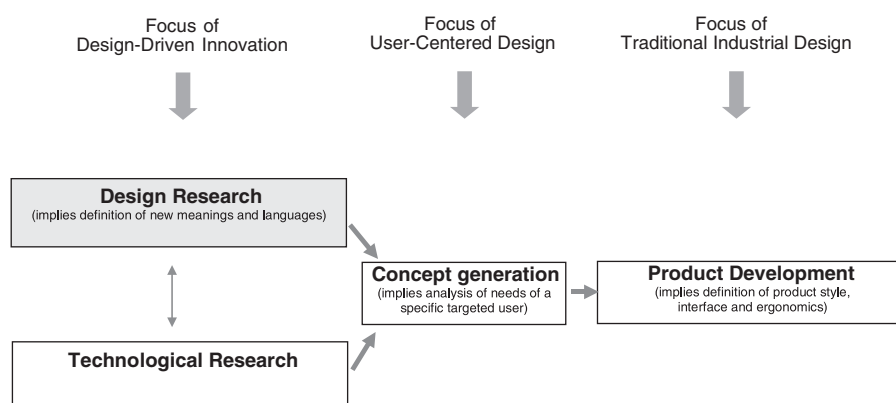 Focus of
Design-Driven Innovation
Focus of
User-Centered Design
Focus of
Traditional Industrial Design
Design Research
(implies definition of new meanings and languages)
Concept generation
(implies analysis of needs of a
specific targeted user)
Product Development
(implies definition of product style,
interface and ergonomics)
Technological Research